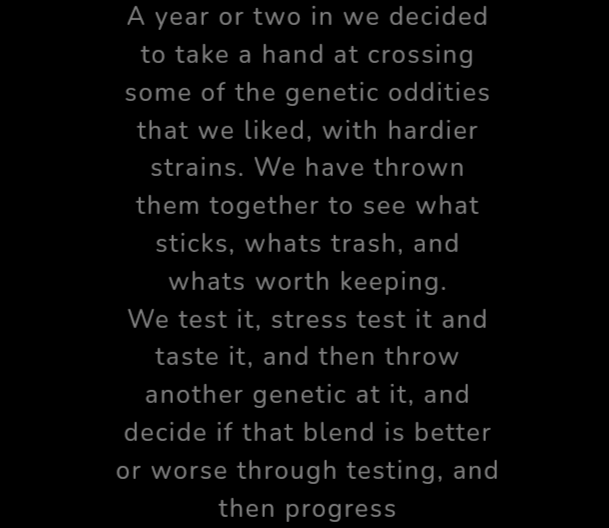 A year or two in we decided
to take a hand at crossing
some of the genetic oddities
that we liked, with hardier
strains. We have thrown
them together to see what
sticks, whats trash, and
whats worth keeping.
We test it, stress test it and
taste it, and then throw
another genetic at it, and
decide if that blend is better
or worse through testing, and
then progress